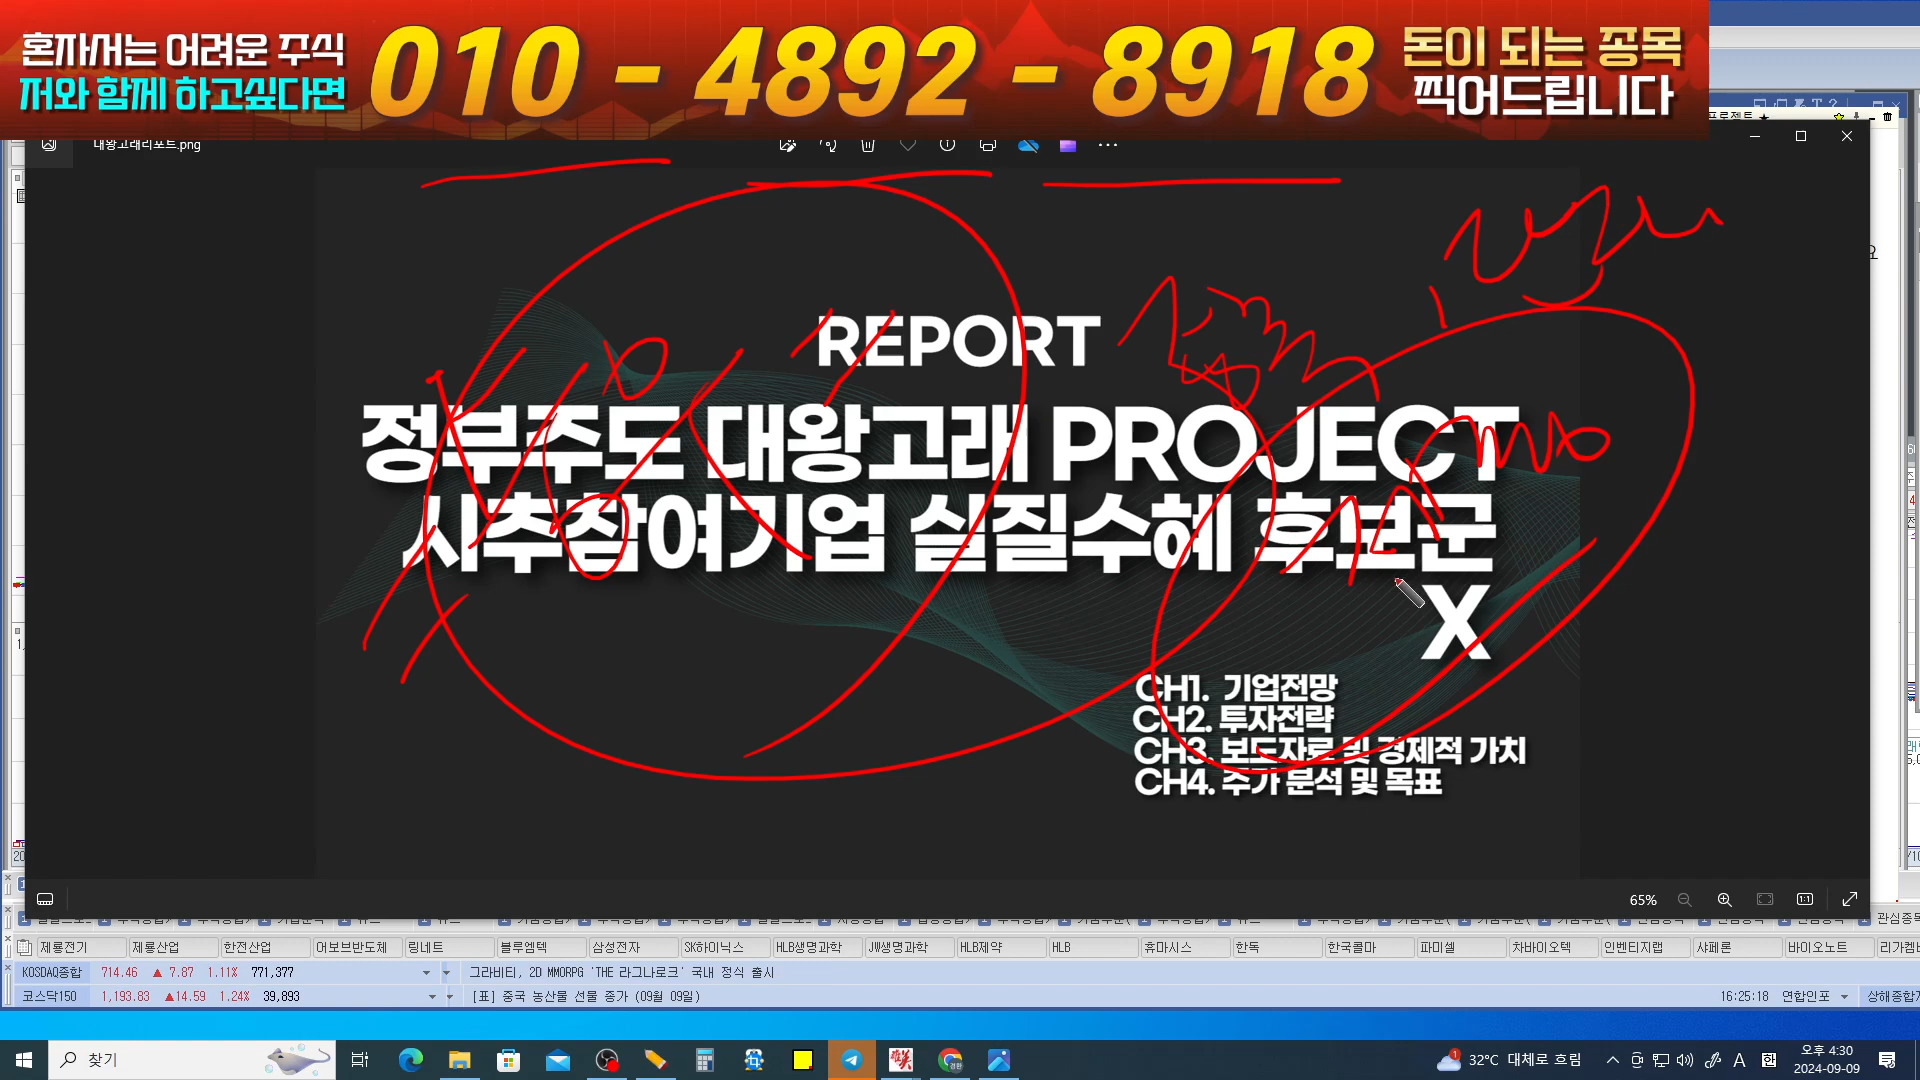 혼자서는 어려운 주식
저와 함께 하고싶다면
010 - 4892 - 8918
돈이 되는 종목
찍어드립니다
대왕고래리포트.png
REPORT
정부주도 대왕고래 PROJECT
시추참여기업 실질수혜 후보군
X
CH1. 기업전망
CH2. 투자전략
CH3. 보도자료 및 경제적 가치
CH4. 주가 분석 및 목표
65%
제룡전기 제룡산업 한전산업 어보브반도체 링네트 블루엠텍 삼성전자 SK하이닉스 HLB생명과학 JW생명과학 HLB제약 HLB 휴마시스 한독 한국콜마 파미셀 차바이오텍 인벤티지랩 샤페론 바이오노트 리가켐
KOSDAQ종합 714.46 ▲ 7.87 1.11% 771,377 그라비티, 2D MMORPG 'THE 라그나로크' 국내 정식 출시
코스닥150 1,193.83 ▲14.59 1.24% 39,893 [표] 중국 농산물 선물 종가 (09월 09일) 16:25:18 연합인포 상해종합
찾기
32°C 대체로 흐림
A 한
오후 4:30
2024-09-09